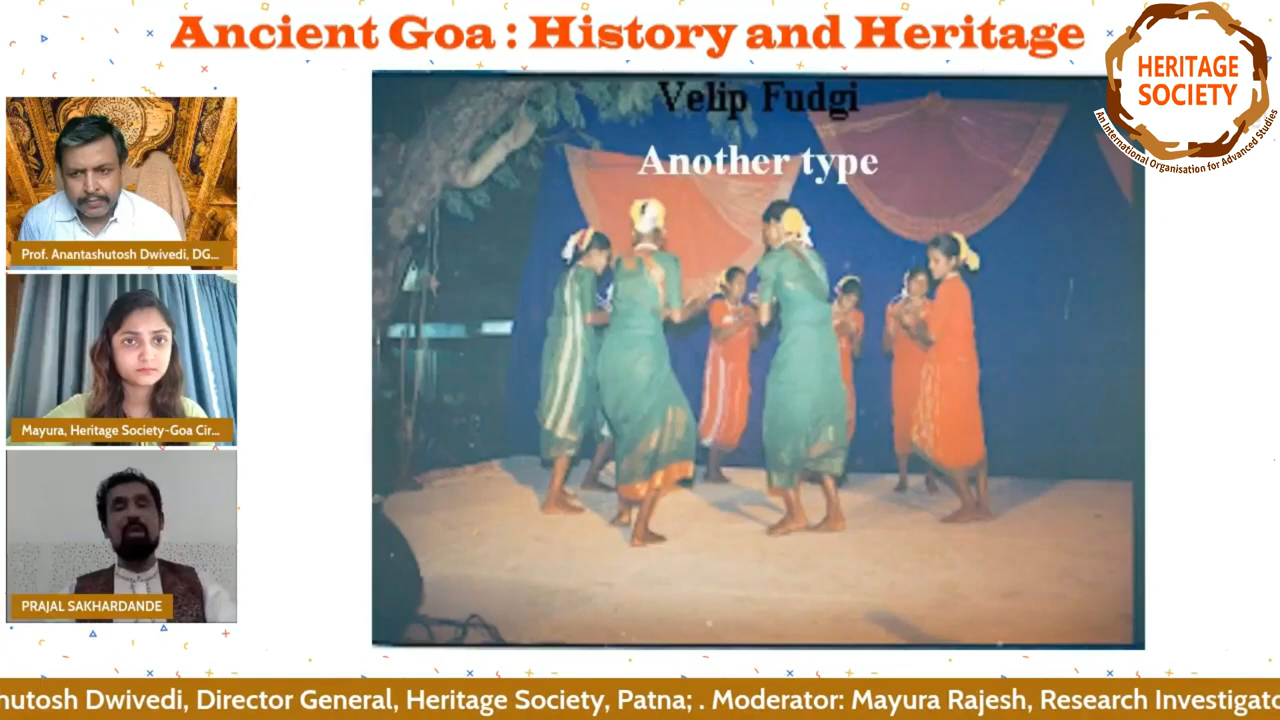 Ancient Goa : History and Heritage
HERITAGE
SOCIETY
An International Organisation for Advanced Studies
Velip Fudgi
Another type
Prof. Anantashutosh Dwivedi, DG...
Mayura, Heritage Society-Goa Cir...
PRAJAL SAKHARDANDE
hutosh Dwivedi, Director General, Heritage Society, Patna; . Moderator: Mayura Rajesh, Research Investigato